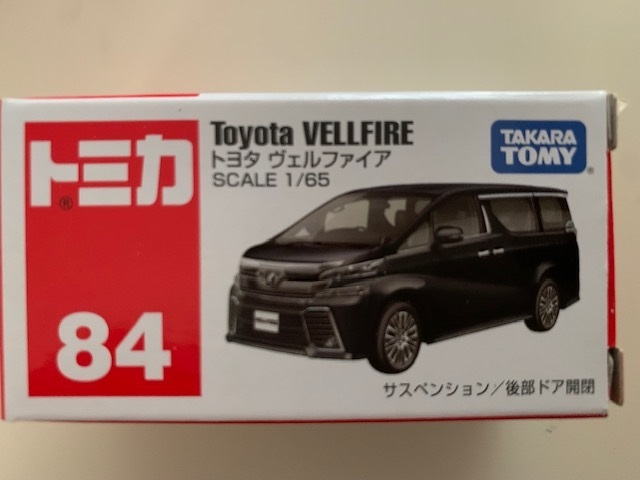 トミカ
®
84
Toyota VELLFIRE
トヨタ ヴェルファイア
SCALE 1/65
TAKARA
TOMY
®
サスペンション/後部ドア開閉